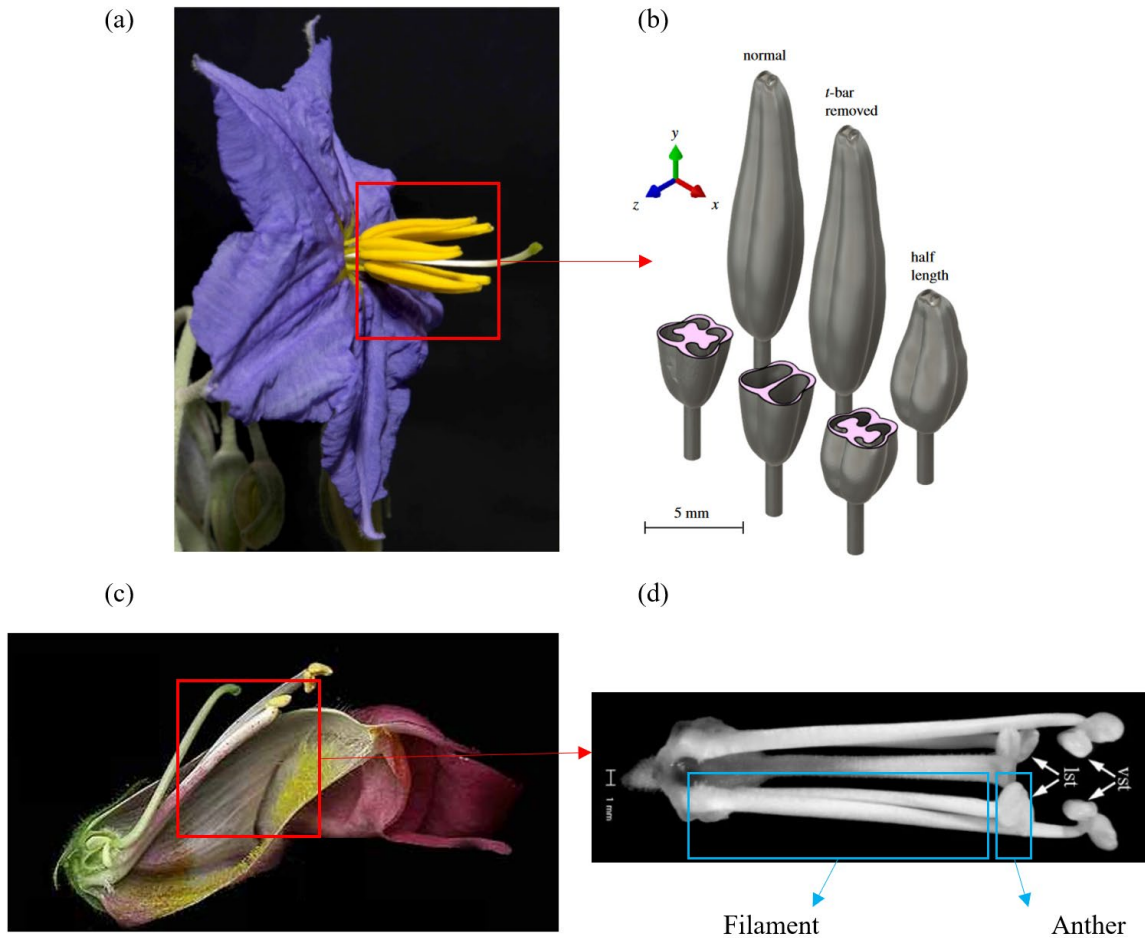 (a)
(b)
normal
t-bar
removed
y
z
x
half
length
5 mm
(c)
(d)
1 mm
lst
vst
Filament
Anther